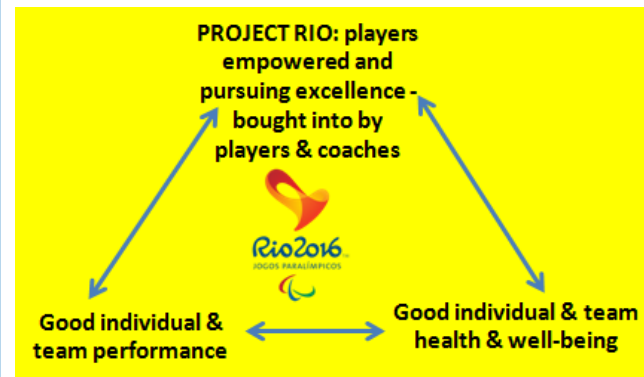 PROJECT RIO: players
empowered and
pursuing excellence -
bought into by
players & coaches
Rio2016
JOGOS PARALÍMPICOS
Good individual &
team performance
Good individual & team
health & well-being